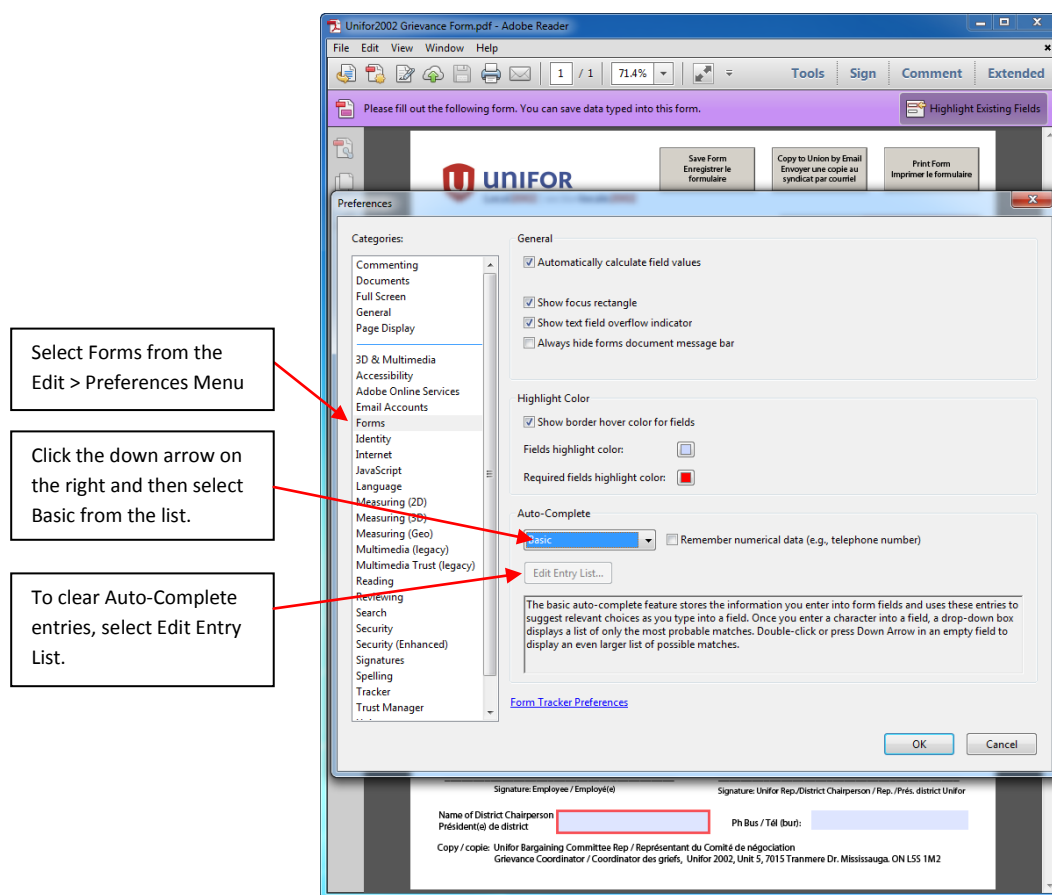 Unifor2002 Grievance Form.pdf - Adobe Reader
File Edit View Window Help
1 / 1 71.4% Tools Sign Comment Extended
Please fill out the following form. You can save data typed into this form. Highlight Existing Fields
Save Form
Enregistrer le
formulaire
Copy to Union by Email
Envoyer une copie au
syndicat par courriel
Print Form
Imprimer le formulaire
UNIFOR
Preferences
Categories:
Commenting
Documents
Full Screen
General
Page Display
3D & Multimedia
Accessibility
Adobe Online Services
Email Accounts
Forms
Identity
Internet
JavaScript
Language
Measuring (2D)
Measuring (3D)
Measuring (Geo)
Multimedia (legacy)
Multimedia Trust (legacy)
Reading
Reviewing
Search
Security
Security (Enhanced)
Signatures
Spelling
Tracker
Trust Manager
General
Automatically calculate field values
Show focus rectangle
Show text field overflow indicator
Always hide forms document message bar
Highlight Color
Show border hover color for fields
Fields highlight color:
Required fields highlight color:
Auto-Complete
Basic
Remember numerical data (e.g., telephone number)
Edit Entry List...
The basic auto-complete feature stores the information you enter into form fields and uses these entries to
suggest relevant choices as you type into a field. Once you enter a character into a field, a drop-down box
displays a list of only the most probable matches. Double-click or press Down Arrow in an empty field to
display an even larger list of possible matches.
Form Tracker Preferences
OK Cancel
Select Forms from the
Edit > Preferences Menu
Click the down arrow on
the right and then select
Basic from the list.
To clear Auto-Complete
entries, select Edit Entry
List.
Signature: Employee / Employé(e)
Signature: Unifor Rep./District Chairperson / Rep. /Prés. district Unifor
Name of District Chairperson
Président(e) de district
Ph Bus / Tél (bur):
Copy / copie: Unifor Bargaining Committee Rep / Représentant du Comité de négociation
Grievance Coordinator / Coordinator des griefs, Unifor 2002, Unit 5, 7015 Tranmere Dr. Mississauga. ON L5S 1M2